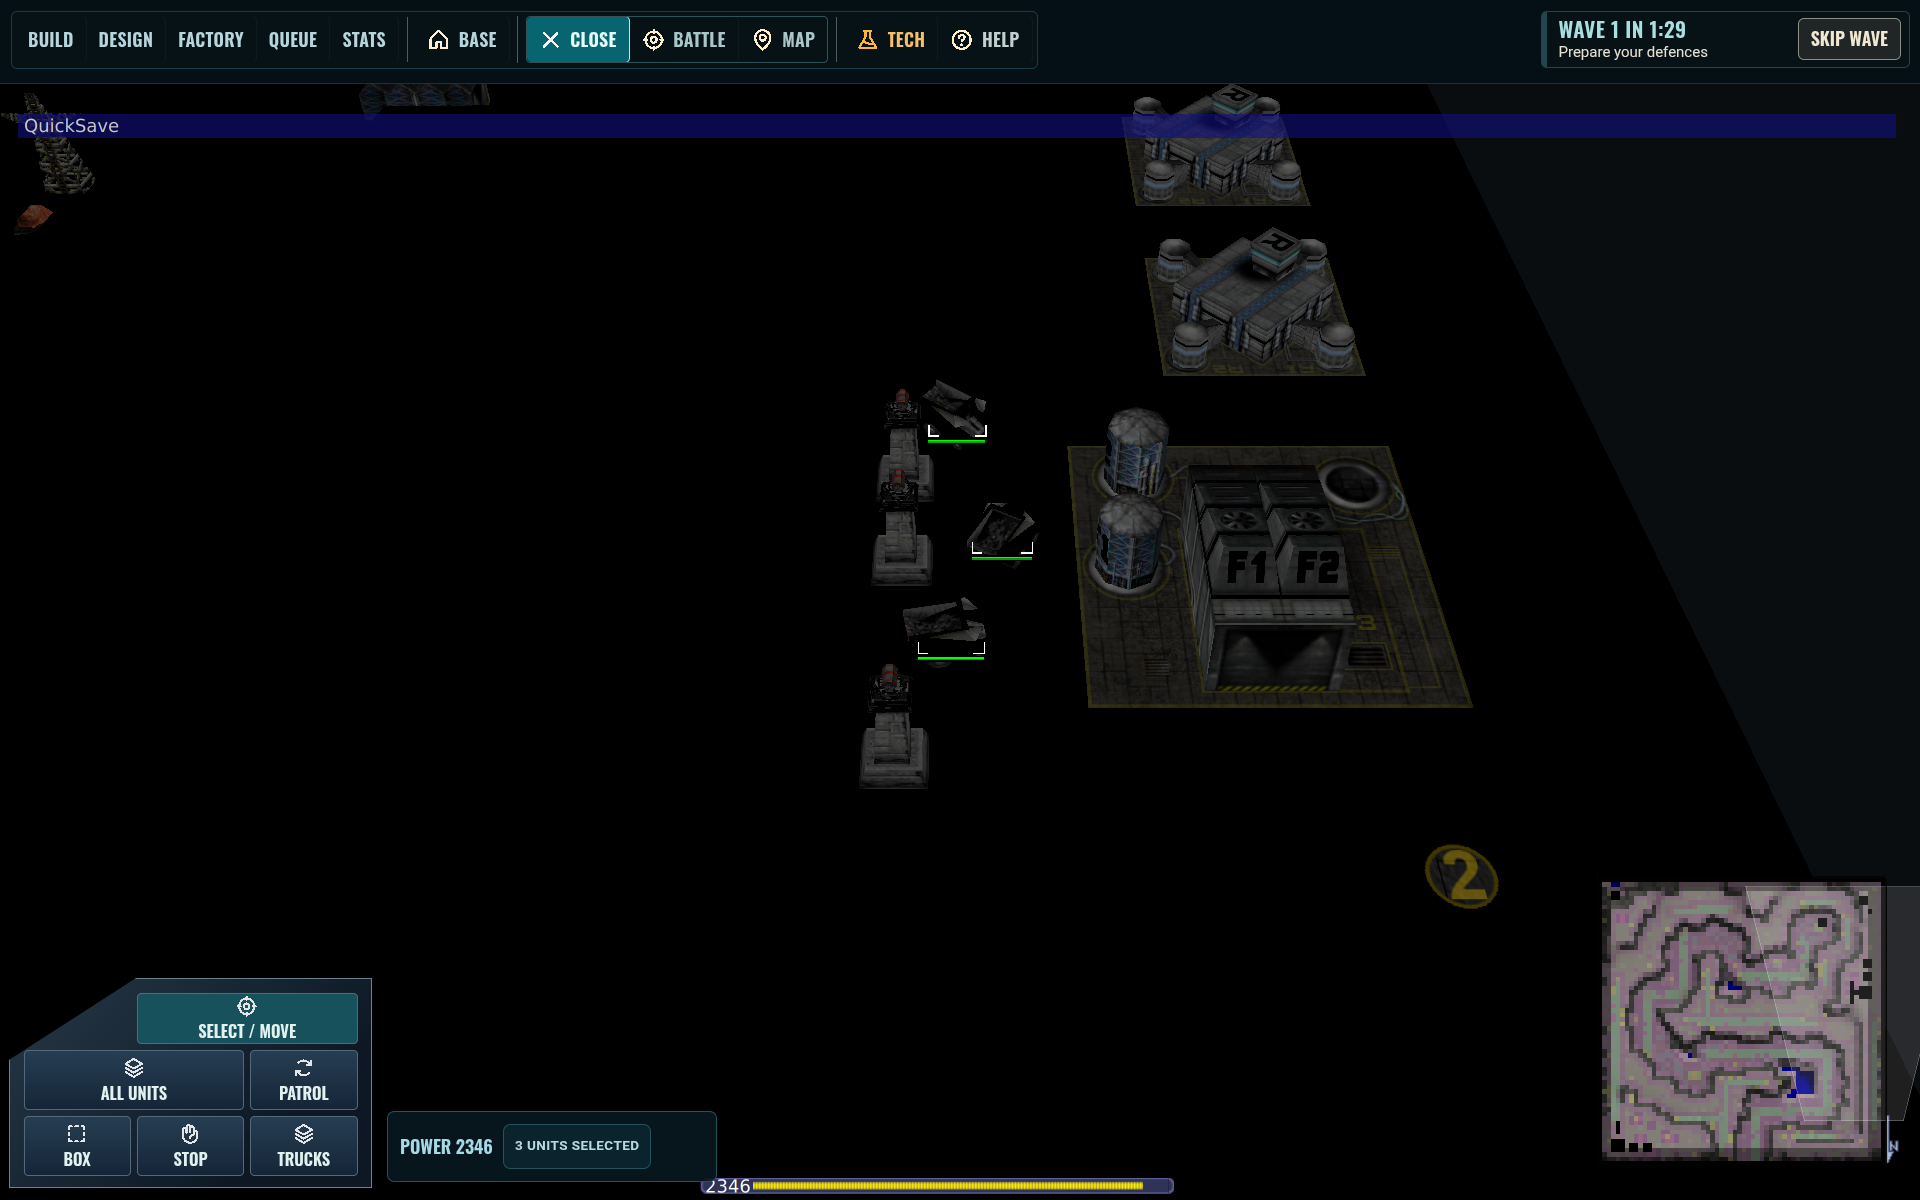 BUILD DESIGN FACTORY QUEUE STATS BASE CLOSE BATTLE MAP TECH HELP
WAVE 1 IN 1:29
Prepare your defences
SKIP WAVE
QuickSave
R
R
F1 F2
3
2
SELECT / MOVE
ALL UNITS PATROL
BOX STOP TRUCKS
POWER 2346 3 UNITS SELECTED
2346
N